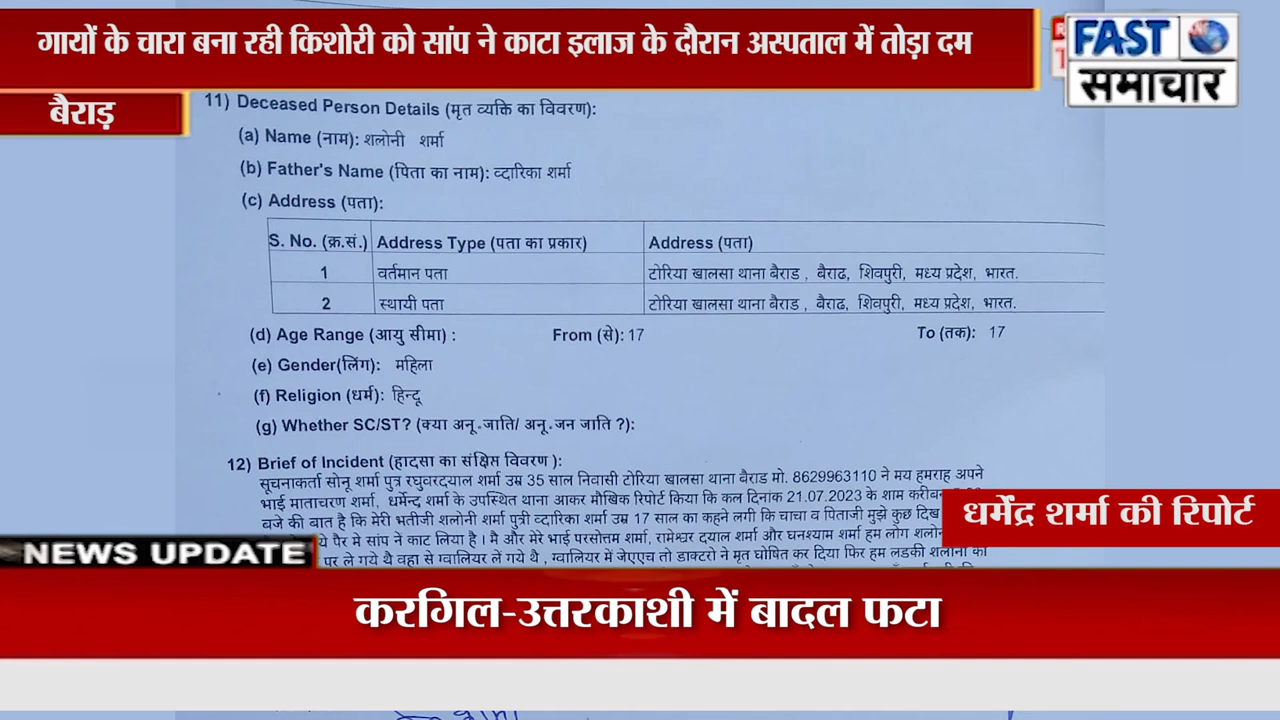 गायों के चारा बना रही किशोरी को सांप ने काटा इलाज के दौरान अस्पताल में तोड़ा दम
FAST
समाचार
बैराड़
11) Deceased Person Details (मृत व्यक्ति का विवरण):
(a) Name (नाम): शलोनी शर्मा
(b) Father's Name (पिता का नाम): व्दारिका शर्मा
(c) Address (पता):
S. No. (क्र.सं.) Address Type (पता का प्रकार) Address (पता)
1 वर्तमान पता टोरिया खालसा थाना बैराड , बैराढ, शिवपुरी, मध्य प्रदेश, भारत.
2 स्थायी पता टोरिया खालसा थाना बैराड , बैराढ, शिवपुरी, मध्य प्रदेश, भारत.
(d) Age Range (आयु सीमा) : From (से): 17 To (तक): 17
(e) Gender(लिंग): महिला
(f) Religion (धर्म): हिन्दू
(g) Whether SC/ST? (क्या अनू.-जाति/ अनू.-जन जाति ?):
12) Brief of Incident (हादसा का संक्षिप्त विवरण ):
सूचनाकर्ता सोनू शर्मा पुत्र रघुवरदयाल शर्मा उम्र 35 साल निवासी टोरिया खालसा थाना बैराड मो. 8629963110 ने मय हमराह अपने
भाई माताचरण शर्मा, धर्मेन्द शर्मा के उपस्थित थाना आकर मौखिक रिपोर्ट किया कि कल दिनांक 21.07.2023 के शाम करीबन
बजे की बात है कि मेरी भतीजी शलोनी शर्मा पुत्री व्दारिका शर्मा उम्र 17 साल का कहने लगी कि चाचा व पिताजी मुझे कुछ दिख
ये पैर मे सांप ने काट लिया है । मै और मेरे भाई परसोत्तम शर्मा, रामेश्वर दयाल शर्मा और घनश्याम शर्मा हम लोग
पर ले गये थै वहा से ग्वालियर लें गये थे , ग्वालियर में जेएएच तो डाक्टरो ने मृत घोषित कर दिया फिर हम लडकी शलोनी को
धर्मेंद्र शर्मा की रिपोर्ट
NEWS UPDATE
करगिल-उत्तरकाशी में बादल फटा